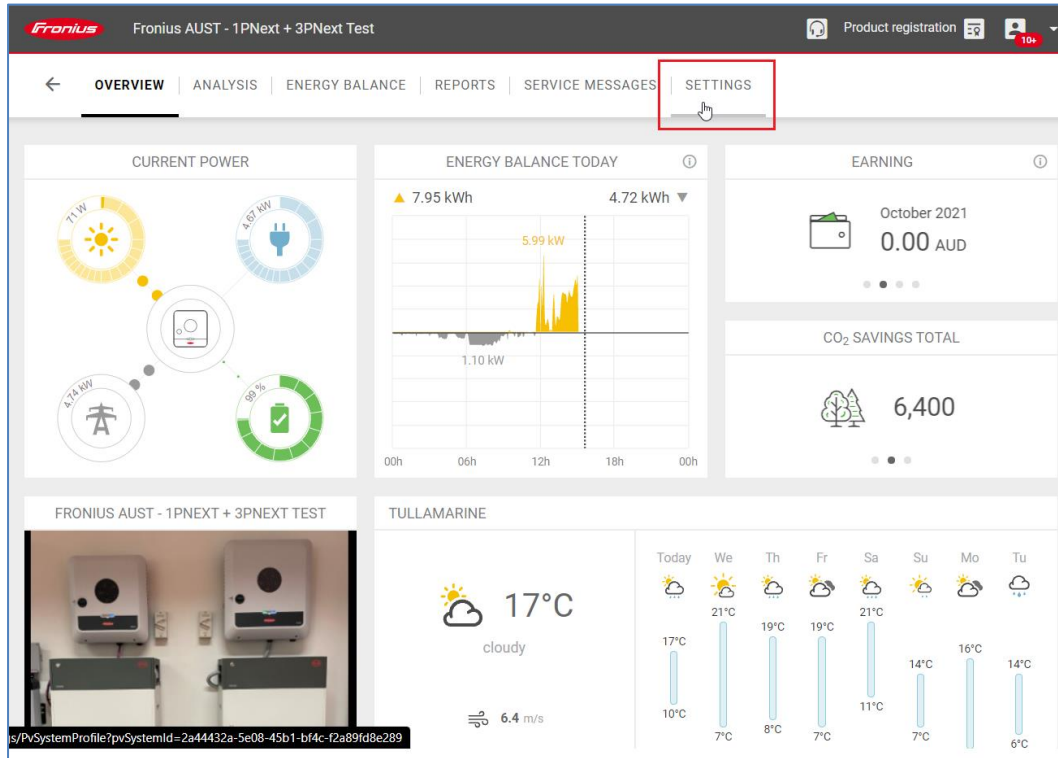 Fronius
Fronius AUST - 1PNext + 3PNext Test
Product registration
10+
OVERVIEW
ANALYSIS
ENERGY BALANCE
REPORTS
SERVICE MESSAGES
SETTINGS
CURRENT POWER
71 W
4.67 kW
4.74 kW
99 %
ENERGY BALANCE TODAY
7.95 kWh
4.72 kWh
5.99 kW
1.10 kW
00h 06h 12h 18h 00h
EARNING
October 2021
0.00 AUD
CO₂ SAVINGS TOTAL
6,400
FRONIUS AUST - 1PNEXT + 3PNEXT TEST
TULLAMARINE
17°C
cloudy
6.4 m/s
Today We Th Fr Sa Su Mo Tu
17°C 21°C 19°C 19°C 21°C 14°C 16°C 14°C
10°C 7°C 8°C 7°C 11°C 7°C 6°C
s/PvSystemProfile?pvSystemId=2a44432a-5e08-45b1-bf4c-f2a89fd8e289